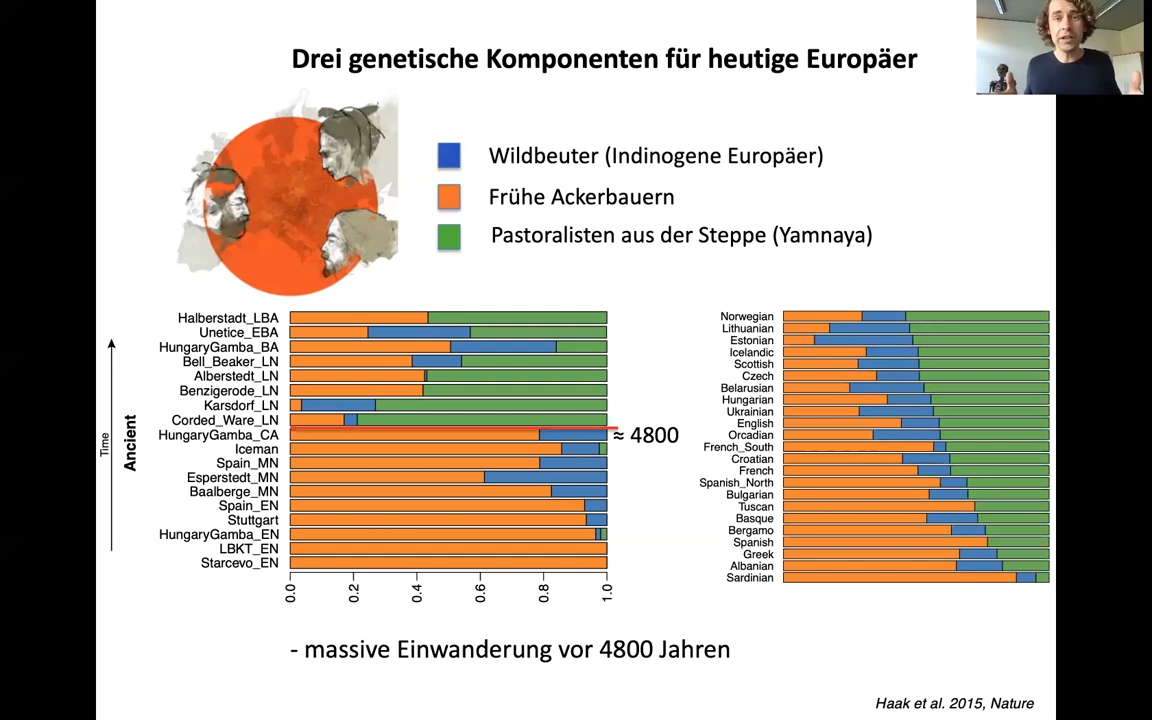 Drei genetische Komponenten für heutige Europäer
Wildbeuter (Indinogene Europäer)
Frühe Ackerbauern
Pastoralisten aus der Steppe (Yamnaya)
Time
Ancient
Halberstadt_LBA
Unetice_EBA
HungaryGamba_BA
Bell_Beaker_LN
Alberstedt_LN
Benzigerode_LN
Karsdorf_LN
Corded_Ware_LN
HungaryGamba_CA
≈ 4800
Iceman
Spain_MN
Esperstedt_MN
Baalberge_MN
Spain_EN
Stuttgart
HungaryGamba_EN
LBKT_EN
Starcevo_EN
0.0 0.2 0.4 0.6 0.8 1.0
Norwegian
Lithuanian
Estonian
Icelandic
Scottish
Czech
Belarusian
Hungarian
Ukrainian
English
Orcadian
French_South
Croatian
French
Spanish_North
Bulgarian
Tuscan
Basque
Bergamo
Spanish
Greek
Albanian
Sardinian
- massive Einwanderung vor 4800 Jahren
Haak et al. 2015, Nature